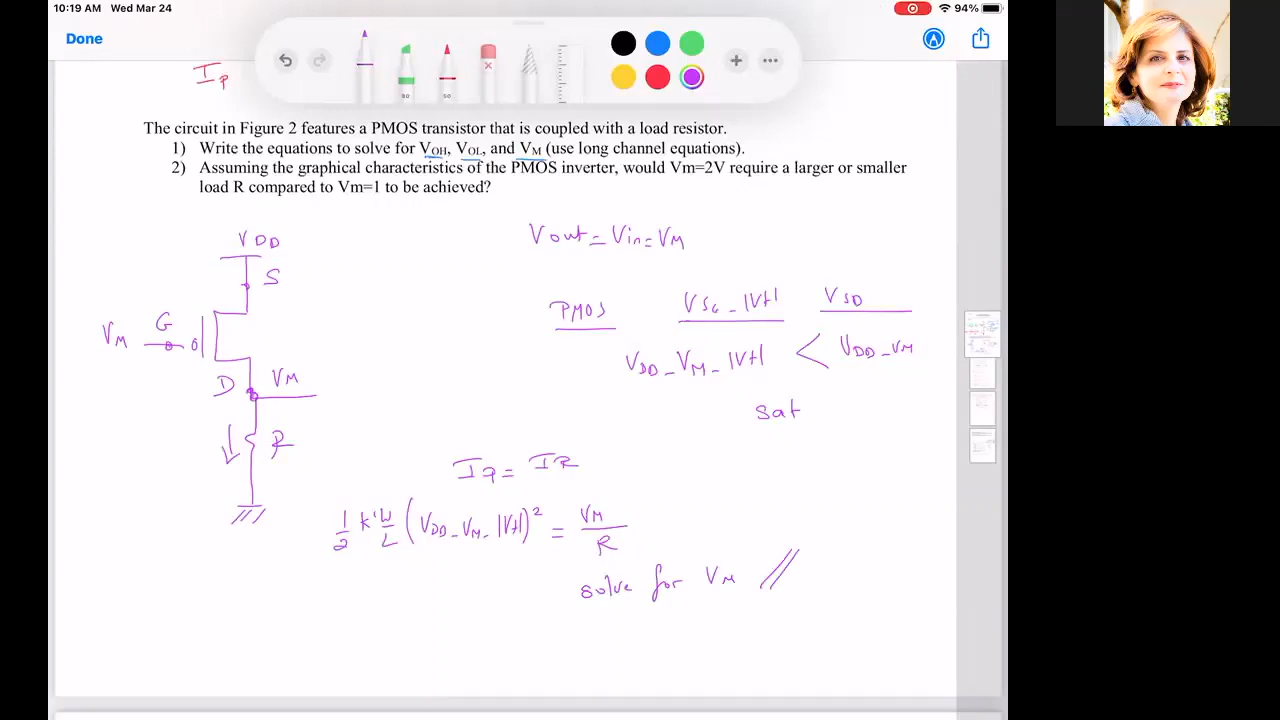 10:19 AM Wed Mar 24
94%
Done
80
50
Ip
The circuit in Figure 2 features a PMOS transistor that is coupled with a load resistor.
1) Write the equations to solve for VOH, VOL, and VM (use long channel equations).
2) Assuming the graphical characteristics of the PMOS inverter, would Vm=2V require a larger or smaller
load R compared to Vm=1 to be achieved?
VDD
Vout = Vin = VM
S
PMOS VSG - |Vt| VSD
G
VM
VDD - VM - |Vt| < VDD - VM
D VM
sat
R
Ip = IR
1/2 k' W/L (VDD - VM - |Vt|)² = VM/R
solve for VM //